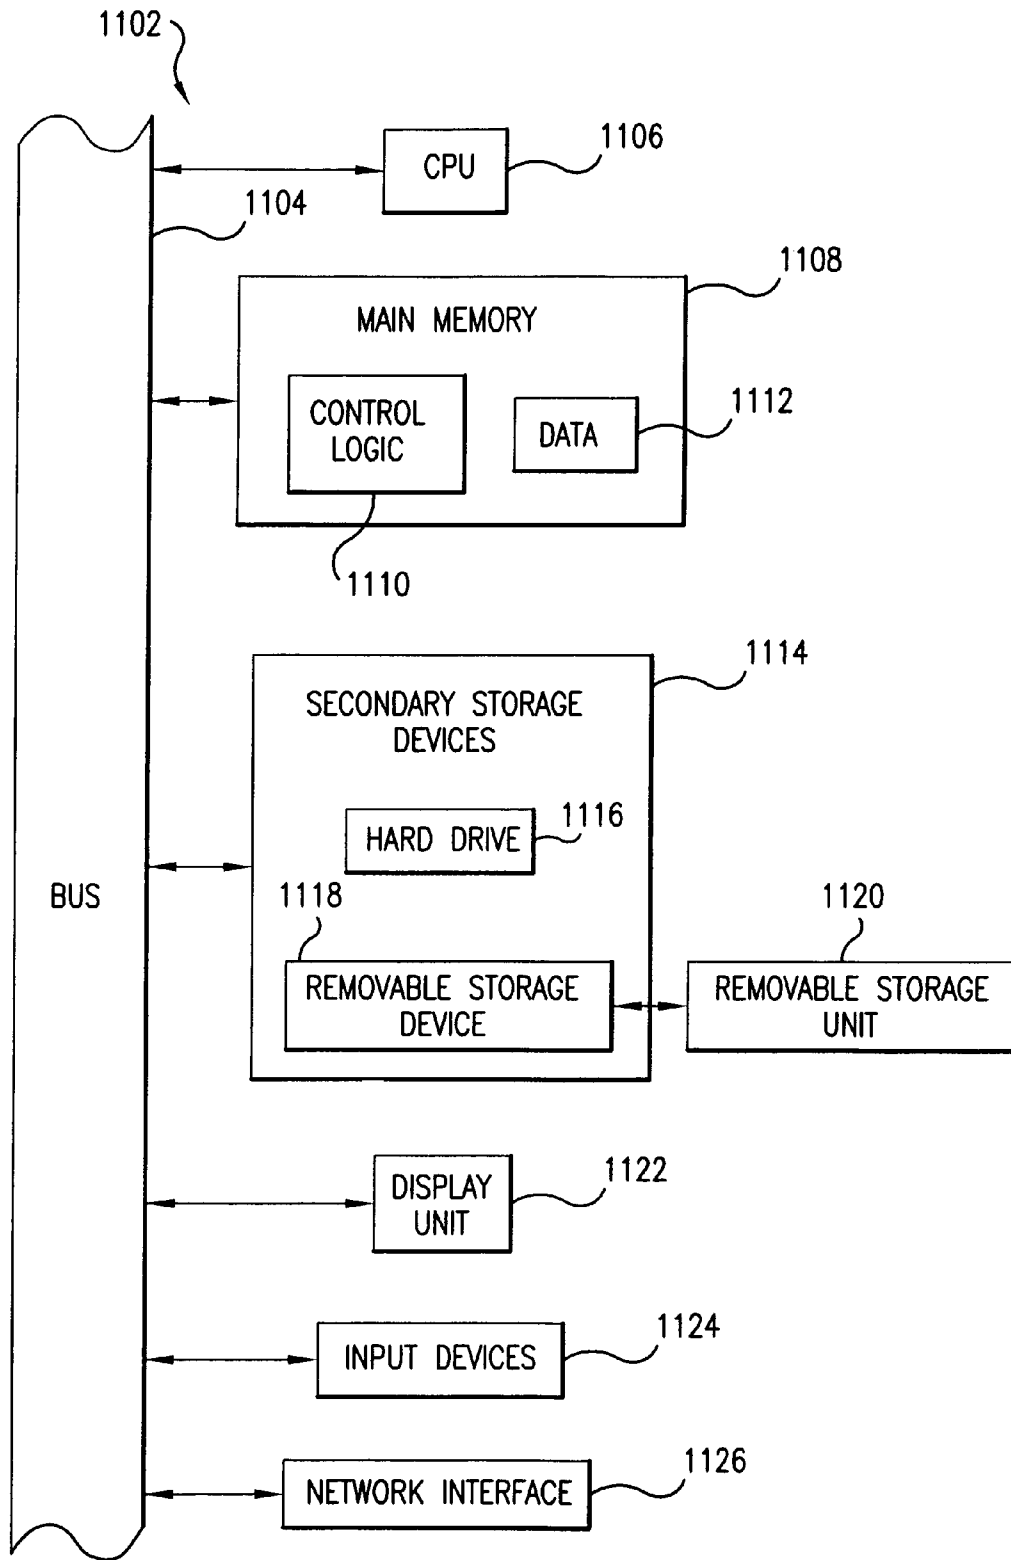 1102
CPU
1106
1104
1108
MAIN MEMORY
CONTROL
LOGIC
DATA
1112
1110
1114
SECONDARY STORAGE
DEVICES
HARD DRIVE
1116
BUS
1118
1120
REMOVABLE STORAGE
DEVICE
REMOVABLE STORAGE
UNIT
DISPLAY
UNIT
1122
INPUT DEVICES
1124
NETWORK INTERFACE
1126